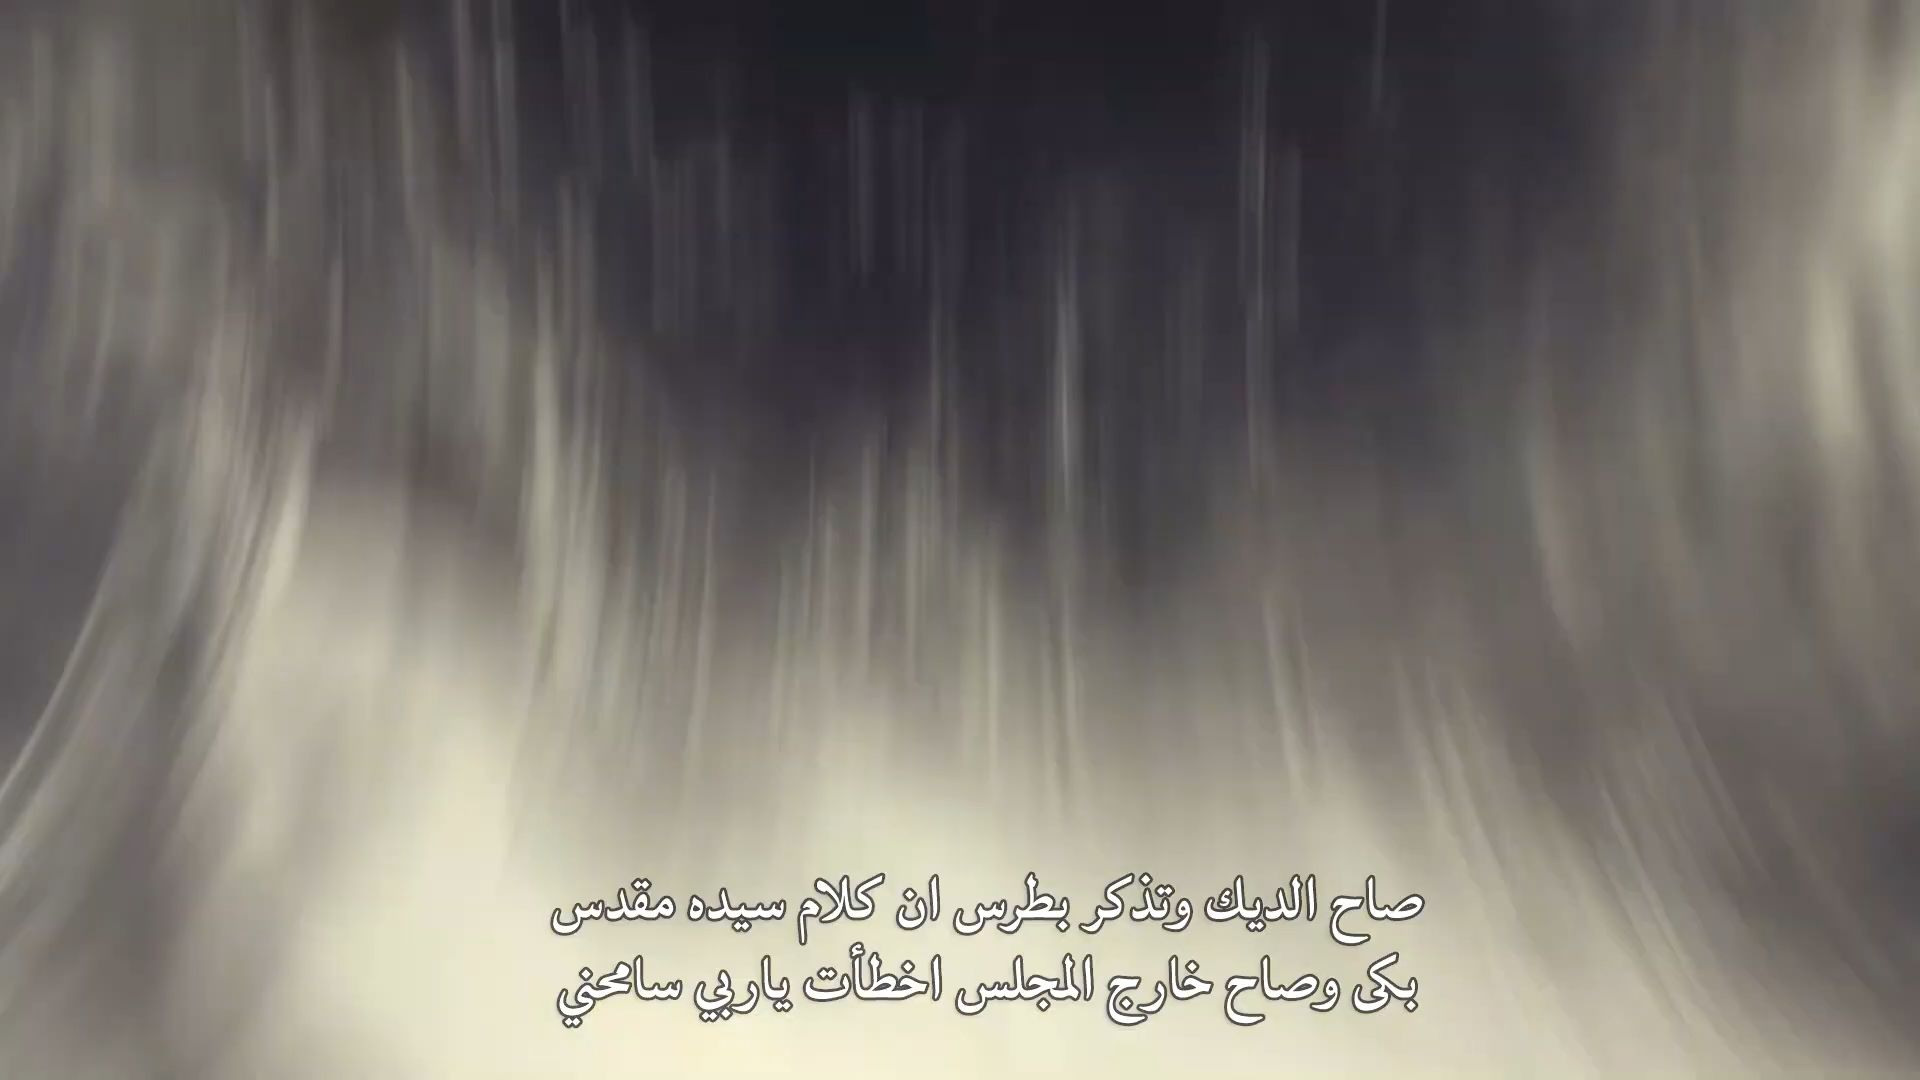 صاح الديك وتذكر بطرس ان كلام سيده مقدس
بكى وصاح خارج المجلس اخطأت ياربي سامحني